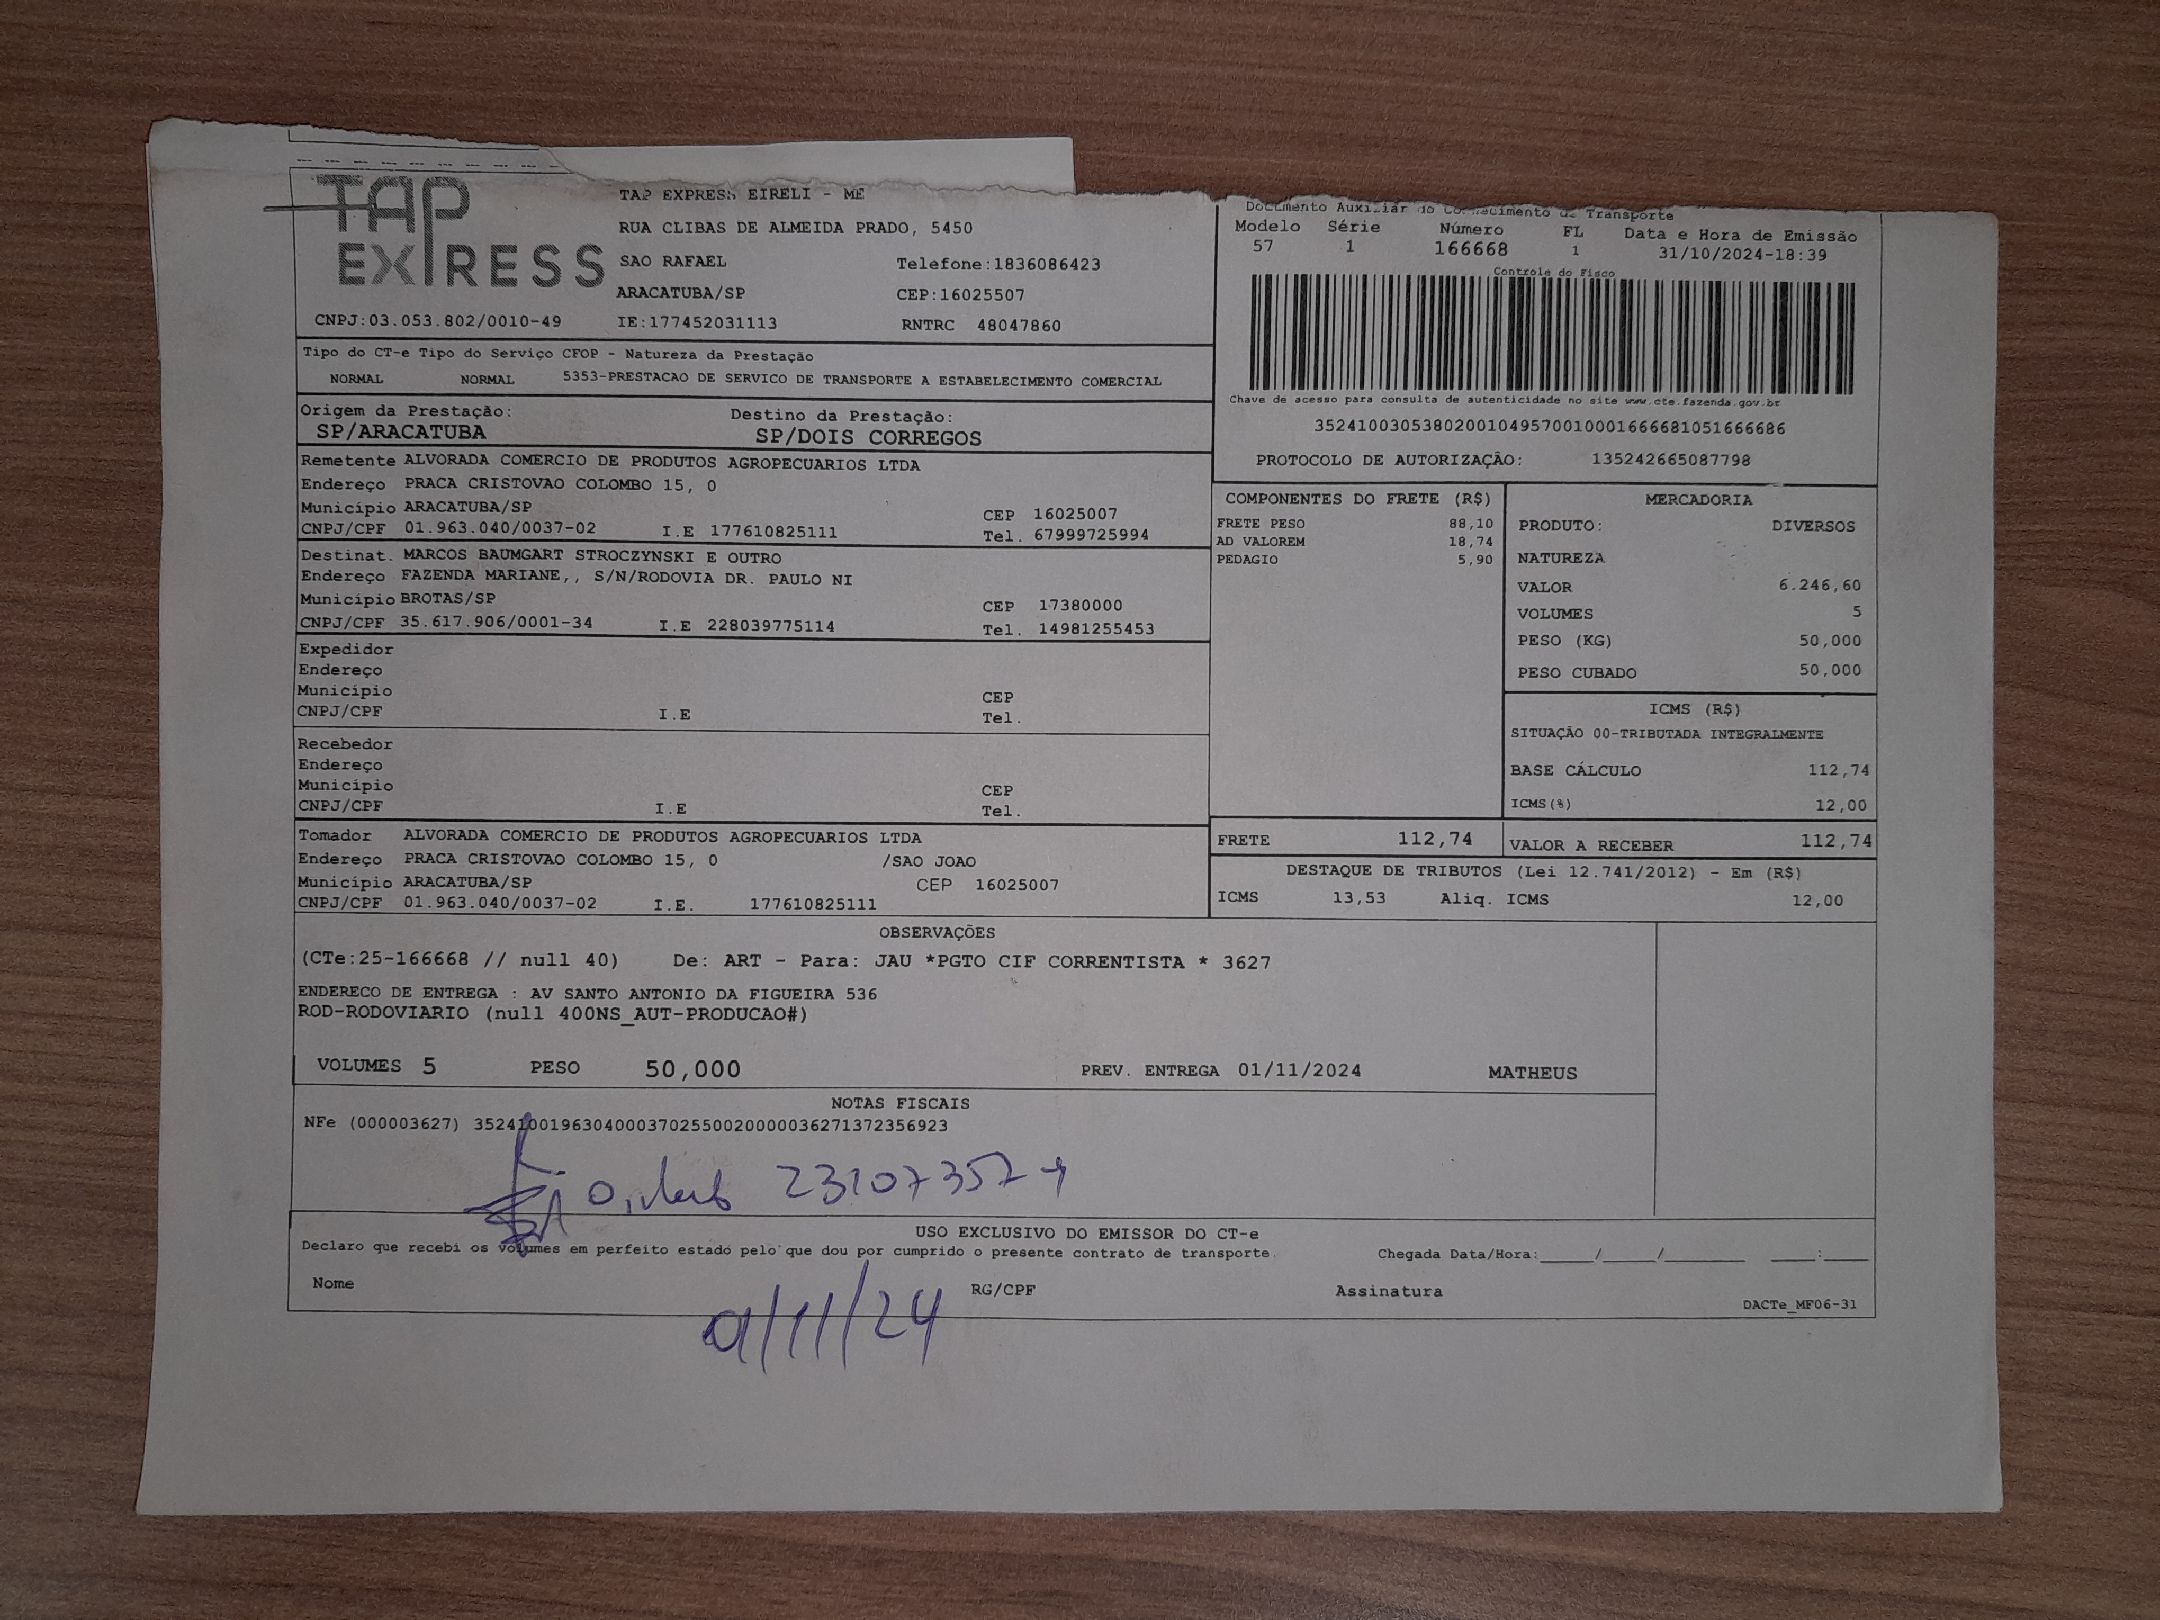 TAP
EXPRESS
TAP EXPRESS EIRELI - ME
RUA CLIBAS DE ALMEIDA PRADO, 5450
SAO RAFAEL Telefone:1836086423
ARACATUBA/SP CEP:16025507
CNPJ:03.053.802/0010-49 IE:177452031113 RNTRC 48047860
Documento Auxiliar do Conhecimento de Transporte
Modelo Série Número FL Data e Hora de Emissão
57 1 166668 1 31/10/2024-18:39
Controle do Fisco
Chave de acesso para consulta de autenticidade no site www.cte.fazenda.gov.br
35241003053802001049570010001666681051666686
PROTOCOLO DE AUTORIZAÇÃO: 135242665087798
Tipo do CT-e Tipo do Serviço CFOP - Natureza da Prestação
NORMAL NORMAL 5353-PRESTACAO DE SERVICO DE TRANSPORTE A ESTABELECIMENTO COMERCIAL
Origem da Prestação: Destino da Prestação:
SP/ARACATUBA SP/DOIS CORREGOS
Remetente ALVORADA COMERCIO DE PRODUTOS AGROPECUARIOS LTDA
Endereço PRACA CRISTOVAO COLOMBO 15, 0
Município ARACATUBA/SP CEP 16025007
CNPJ/CPF 01.963.040/0037-02 I.E 177610825111 Tel. 67999725994
Destinat. MARCOS BAUMGART STROCZYNSKI E OUTRO
Endereço FAZENDA MARIANE,, S/N/RODOVIA DR. PAULO NI
Município BROTAS/SP CEP 17380000
CNPJ/CPF 35.617.906/0001-34 I.E 228039775114 Tel. 14981255453
Expedidor
Endereço
Município CEP
CNPJ/CPF I.E Tel.
Recebedor
Endereço
Município CEP
CNPJ/CPF I.E Tel.
Tomador ALVORADA COMERCIO DE PRODUTOS AGROPECUARIOS LTDA
Endereço PRACA CRISTOVAO COLOMBO 15, 0 /SAO JOAO
Município ARACATUBA/SP CEP 16025007
CNPJ/CPF 01.963.040/0037-02 I.E. 177610825111
COMPONENTES DO FRETE (R$)
FRETE PESO 88,10
AD VALOREM 18,74
PEDAGIO 5,90
MERCADORIA
PRODUTO: DIVERSOS
NATUREZA
VALOR 6.246,60
VOLUMES 5
PESO (KG) 50,000
PESO CUBADO 50,000
ICMS (R$)
SITUAÇÃO 00-TRIBUTADA INTEGRALMENTE
BASE CÁLCULO 112,74
ICMS(%) 12,00
FRETE 112,74 VALOR A RECEBER 112,74
DESTAQUE DE TRIBUTOS (Lei 12.741/2012) - Em (R$)
ICMS 13,53 Aliq. ICMS 12,00
OBSERVAÇÕES
(CTe:25-166668 // null 40) De: ART - Para: JAU *PGTO CIF CORRENTISTA * 3627
ENDERECO DE ENTREGA : AV SANTO ANTONIO DA FIGUEIRA 536
ROD-RODOVIARIO (null 400NS_AUT-PRODUCAO#)
VOLUMES 5 PESO 50,000 PREV. ENTREGA 01/11/2024 MATHEUS
NOTAS FISCAIS
NFe (000003627) 35241001963040003702550020000036271372356923
USO EXCLUSIVO DO EMISSOR DO CT-e
Declaro que recebi os volumes em perfeito estado pelo que dou por cumprido o presente contrato de transporte. Chegada Data/Hora:____/____/______ ___:___
Nome RG/CPF Assinatura
DACTe_MF06-31
01/11/24